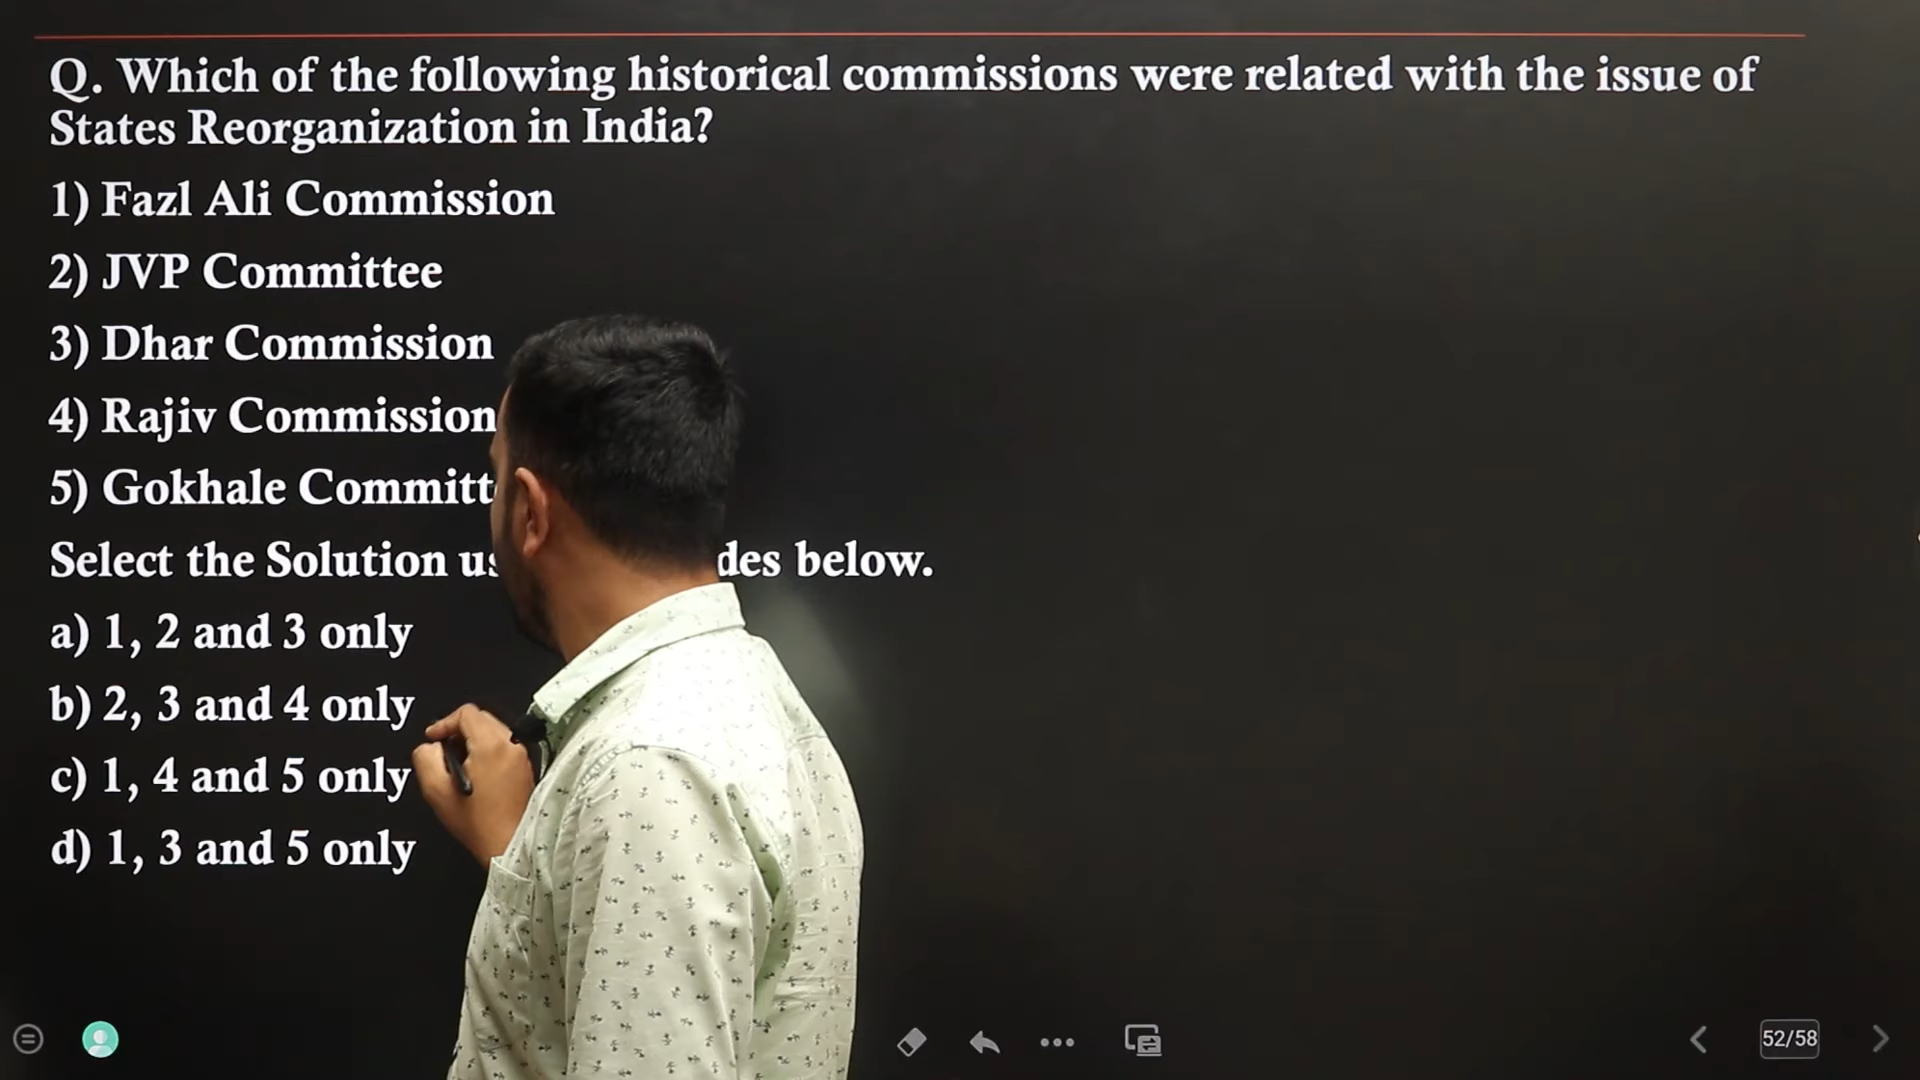 Q. Which of the following historical commissions were related with the issue of
States Reorganization in India?
1) Fazl Ali Commission
2) JVP Committee
3) Dhar Commission
4) Rajiv Commission
5) Gokhale
Select the Solution below.
a) 1, 2 and 3 only
b) 2, 3 and 4 only
c) 1, 4 and 5 only
d) 1, 3 and 5 only
52/58